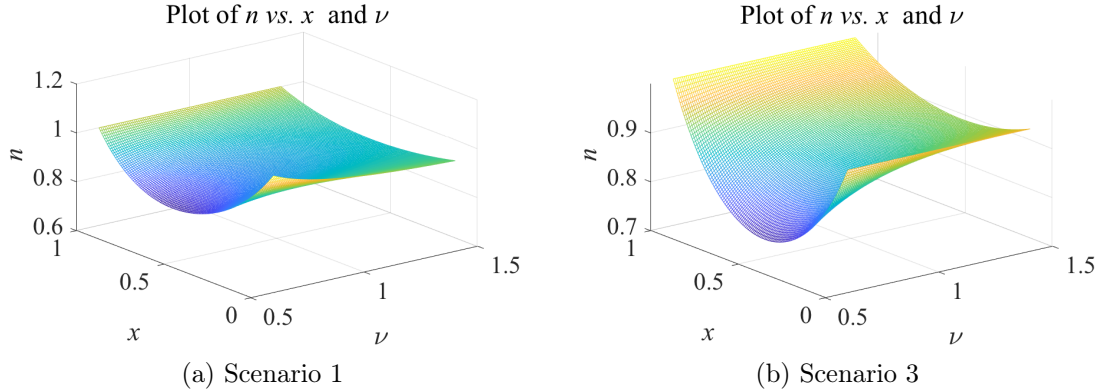 Plot of n vs. x and ν
1.2
1
0.8
0.6
n
1
0.5
0
x
0.5
1
1.5
ν
(a) Scenario 1
Plot of n vs. x and ν
0.9
0.8
0.7
n
1
0.5
0
x
0.5
1
1.5
ν
(b) Scenario 3